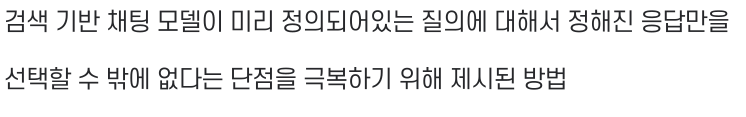 검색 기반 채팅 모델이 미리 정의되어있는 질의에 대해서 정해진 응답만을
선택할 수 밖에 없다는 단점을 극복하기 위해 제시된 방법